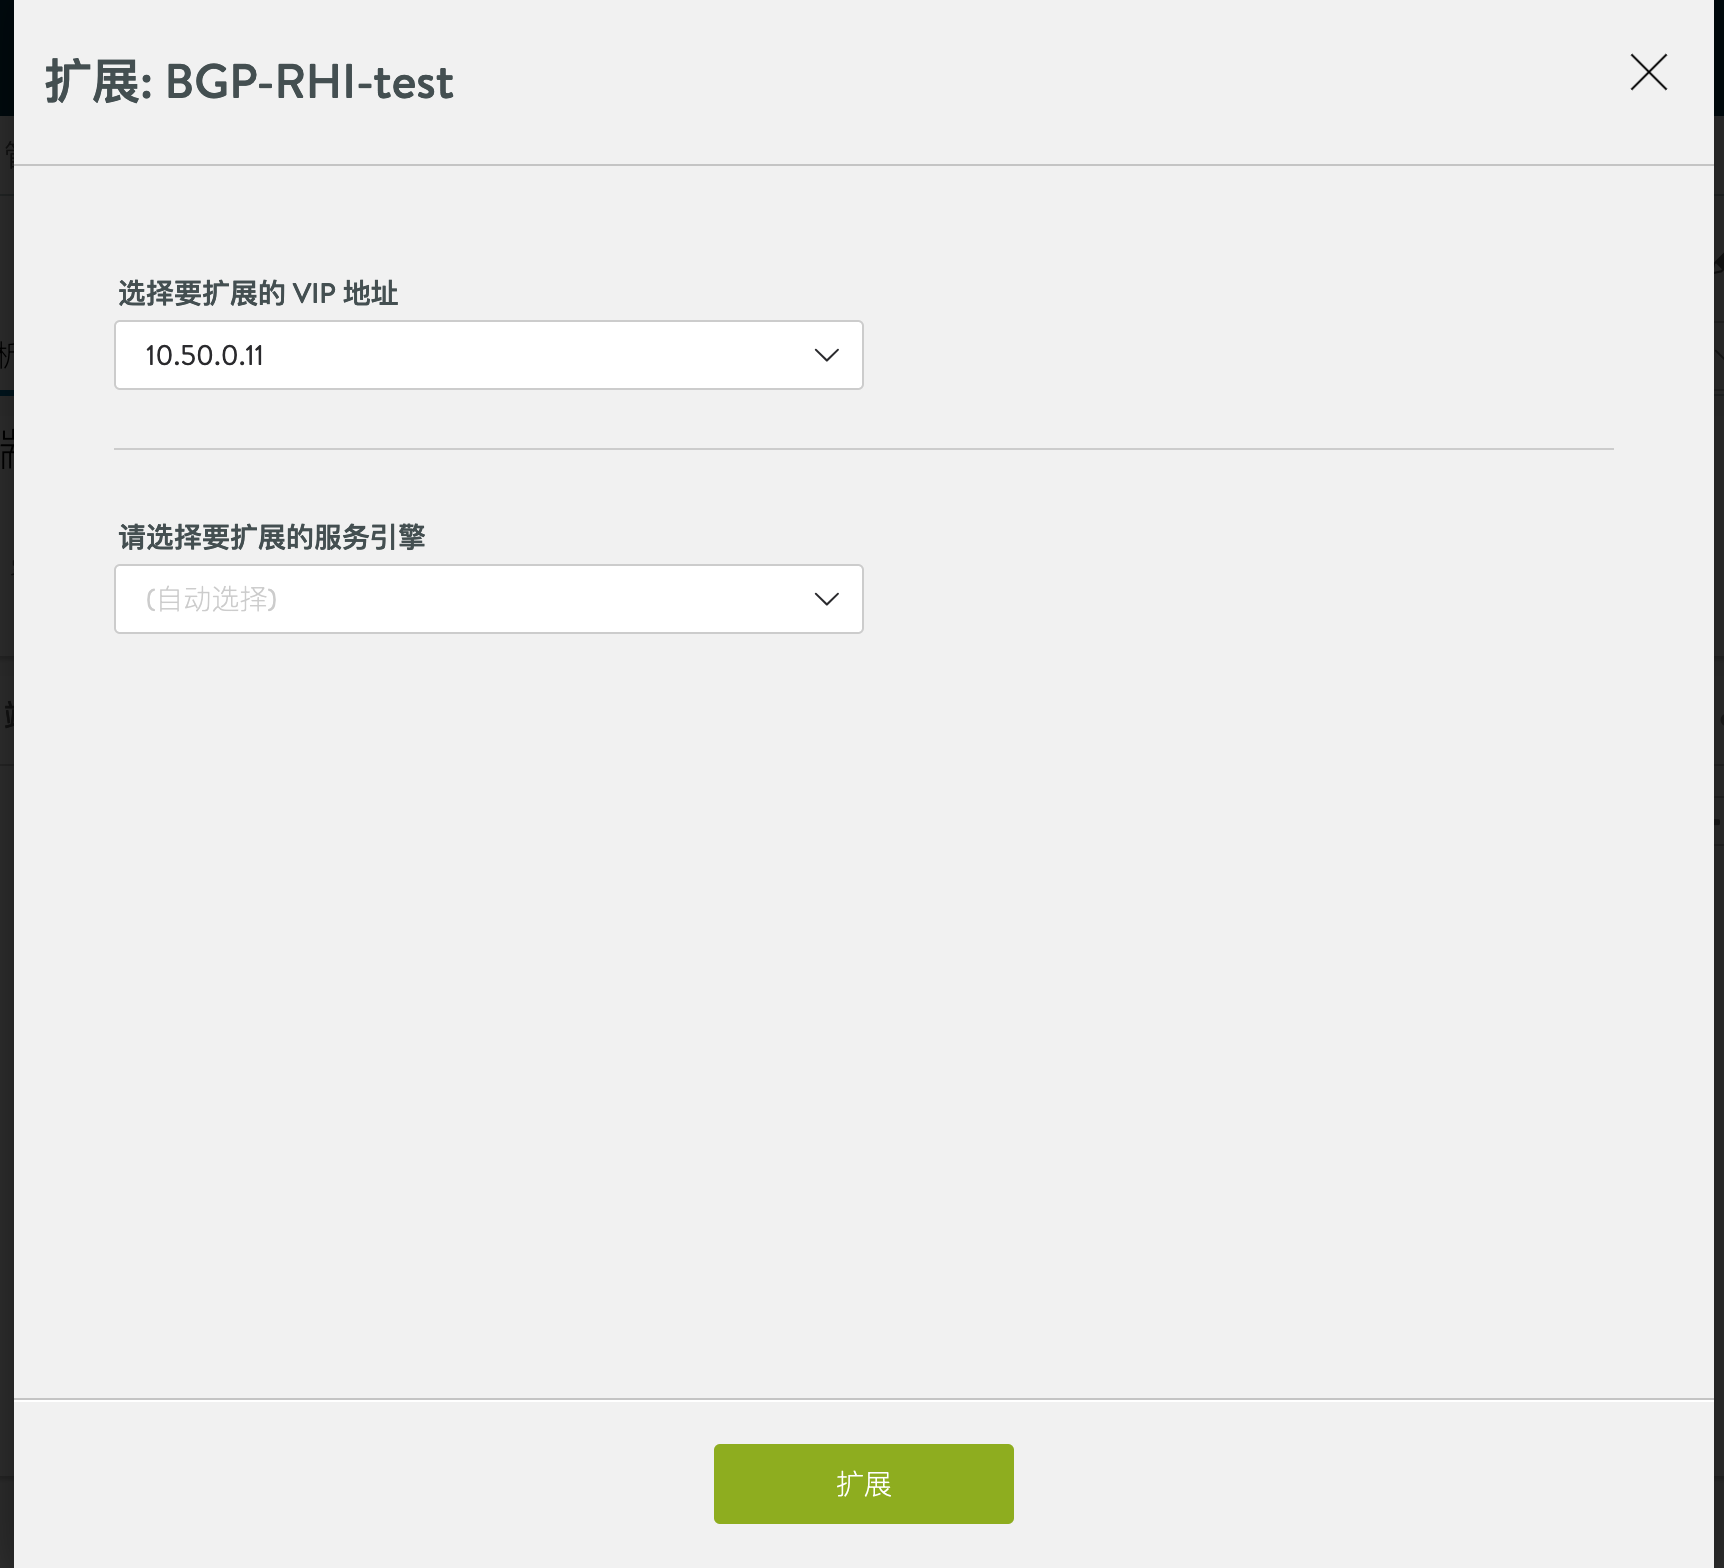 扩展: BGP-RHI-test
选择要扩展的 VIP 地址
10.50.0.11
请选择要扩展的服务引擎
(自动选择)
扩展